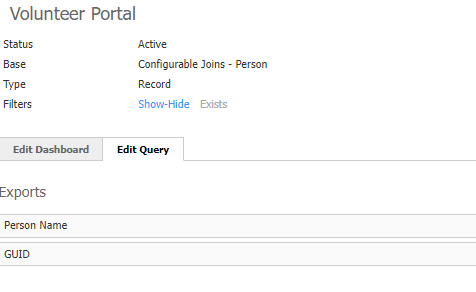 Volunteer Portal
Status Active
Base Configurable Joins - Person
Type Record
Filters Show-Hide Exists
Edit Dashboard Edit Query
Exports
Person Name
GUID